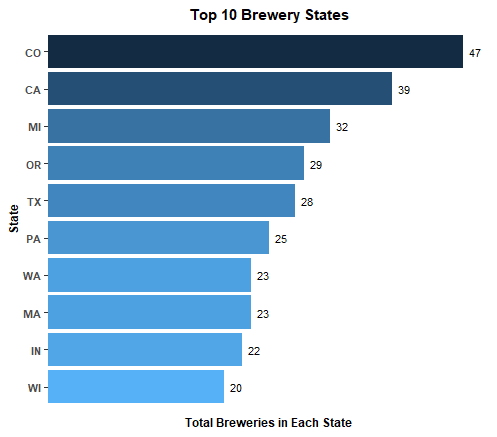 Top 10 Brewery States
State
CO 47
CA 39
MI 32
OR 29
TX 28
PA 25
WA 23
MA 23
IN 22
WI 20
Total Breweries in Each State